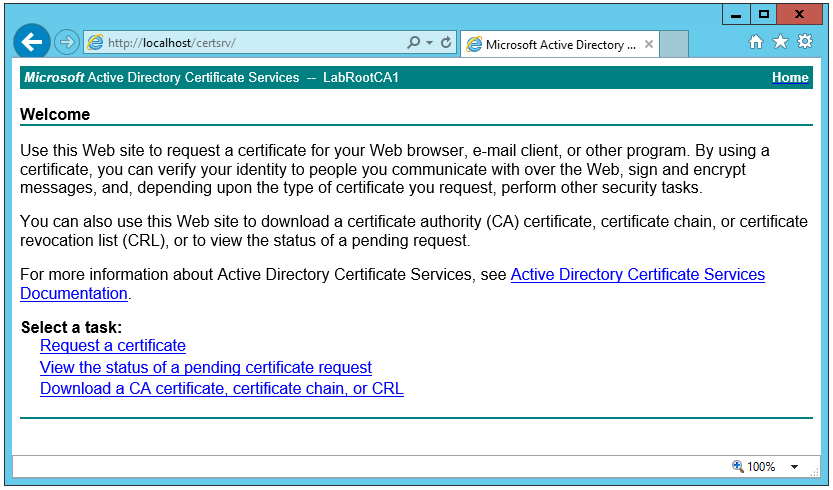 http://localhost/certsrv/
Microsoft Active Directory ...
Microsoft Active Directory Certificate Services -- LabRootCA1
Home
Welcome
Use this Web site to request a certificate for your Web browser, e-mail client, or other program. By using a
certificate, you can verify your identity to people you communicate with over the Web, sign and encrypt
messages, and, depending upon the type of certificate you request, perform other security tasks.
You can also use this Web site to download a certificate authority (CA) certificate, certificate chain, or certificate
revocation list (CRL), or to view the status of a pending request.
For more information about Active Directory Certificate Services, see Active Directory Certificate Services
Documentation.
Select a task:
Request a certificate
View the status of a pending certificate request
Download a CA certificate, certificate chain, or CRL
100%